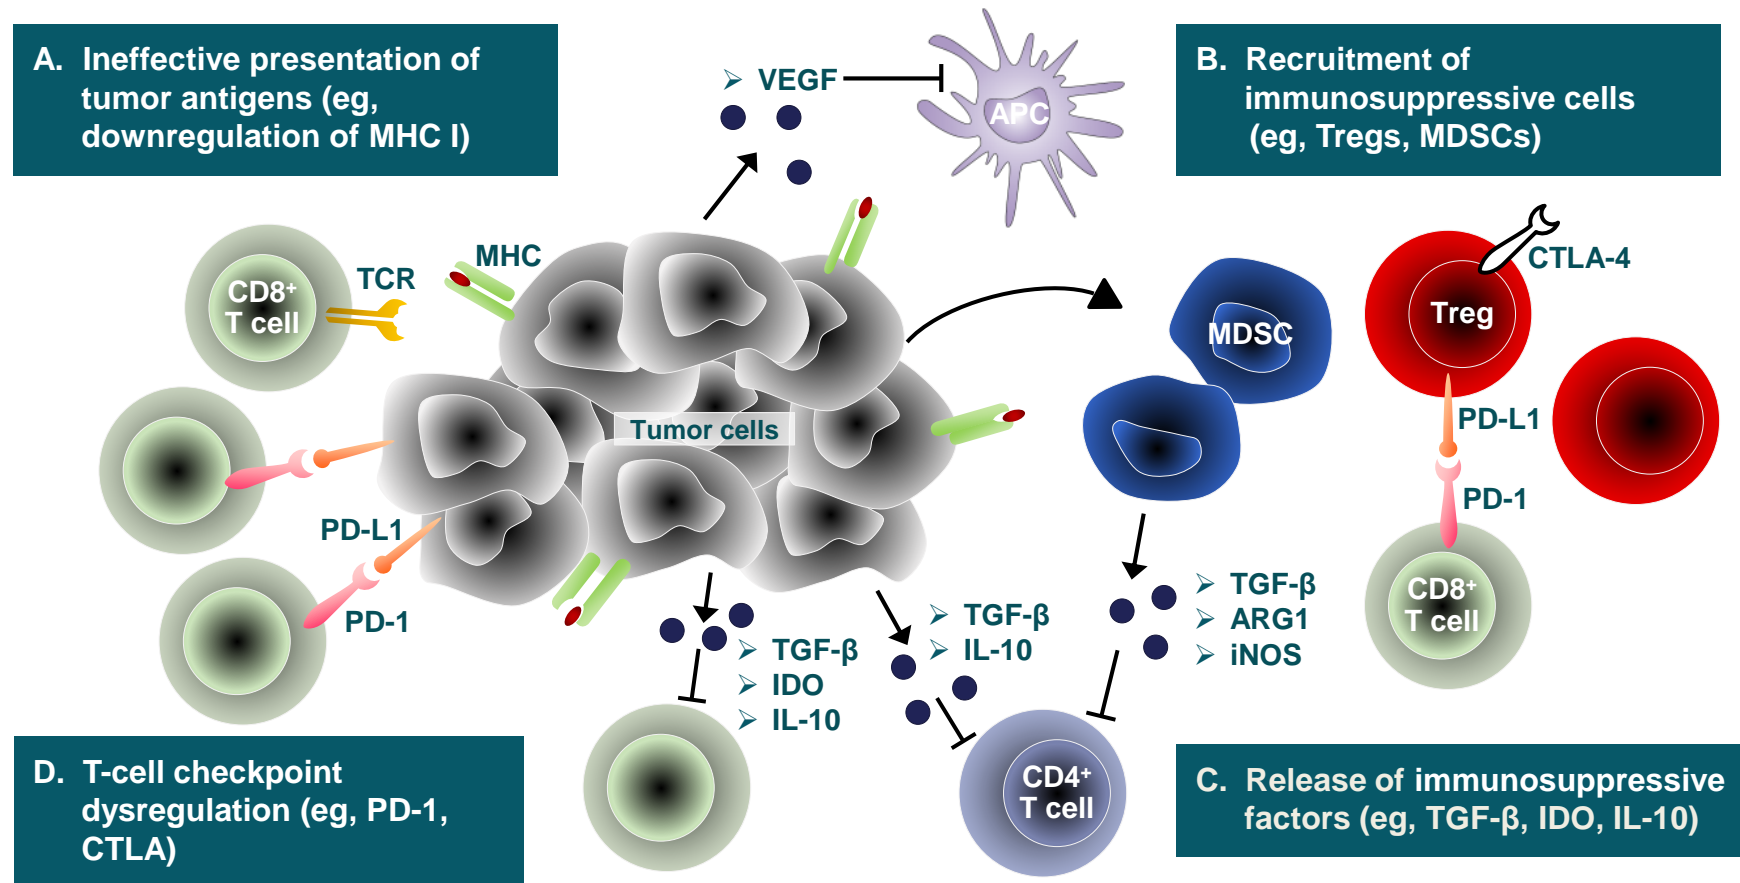 A. Ineffective presentation of
tumor antigens (eg,
downregulation of MHC I)
➢ VEGF
APC
B. Recruitment of
immunosuppressive cells
(eg, Tregs, MDSCs)
CD8+
T cell
TCR
MHC
MDSC
Treg
CTLA-4
Tumor cells
PD-L1
PD-1
PD-L1
PD-1
CD8+
T cell
➢ TGF-β
➢ IDO
➢ IL-10
➢ TGF-β
➢ IL-10
➢ TGF-β
➢ ARG1
➢ iNOS
CD4+
T cell
D. T-cell checkpoint
dysregulation (eg, PD-1,
CTLA)
C. Release of immunosuppressive
factors (eg, TGF-β, IDO, IL-10)